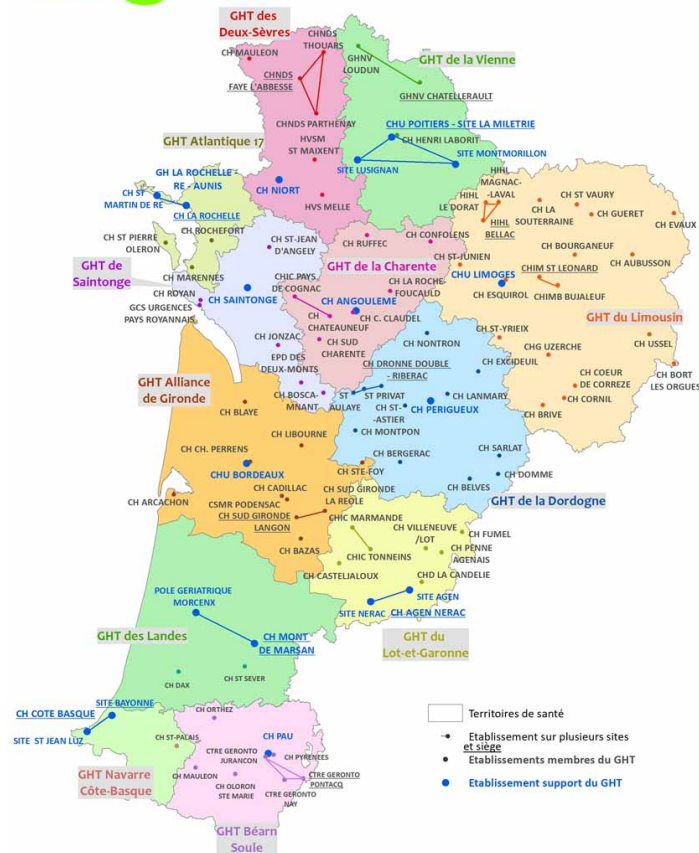 GHT des
Deux-Sèvres
CHNDS
THOUARS
CH MAULEON
GHNV
LOUDUN
GHT de la Vienne
CHNDS
FAYE L'ABBESSE
GHNV CHATELLERAULT
CHNDS PARTHENAY
CHU POITIERS - SITE LA MILETRIE
CH HENRI LABORIT
GHT Atlantique 17
HVSM
ST MAIXENT
SITE MONTMORILLON
SITE LUSIGNAN
GH LA ROCHELLE -
RE - AUNIS
CH NIORT
HIHL
MAGNAC
-LAVAL
CH ST
MARTIN DE RE
HVS MELLE
HIHL
LE DORAT
CH ST VAURY
CH LA
SOUTERRAINE
CH GUERET
CH EVAUX
CH LA ROCHELLE
HIHL
BELLAC
CH ROCHEFORT
CH ST PIERRE
OLERON
CH ST-JEAN
D'ANGELY
CH RUFFEC
CH CONFOLENS
CH ST-JUNIEN
CH BOURGANEUF
CH AUBUSSON
GHT de
Saintonge
CH MARENNES
GHT de la Charente
CHU LIMOGES
CHIM ST LEONARD
CHIC PAYS
DE COGNAC
CH LA ROCHE-
FOUCAULD
CH ROYAN
GCS URGENCES
PAYS ROYANNAIS
CH SAINTONGE
CH ANGOULEME
CH ESQUIROL
CHIMB BUJALEUF
CH
CHATEAUNEUF
CH C. CLAUDEL
GHT du Limousin
CH JONZAC
CH SUD
CHARENTE
CH NONTRON
CH ST-YRIEIX
CH USSEL
EPD DES
DEUX-MONTS
CH DRONNE DOUBLE
- RIBERAC
CH EXCIDEUIL
CHG UZERCHE
CH BORT
LES ORGUES
GHT Alliance
de Gironde
CH BOSCA-
MNANT
ST
AULAYE
ST PRIVAT
CH LANMARY
CH COEUR
DE CORREZE
CH ST-
-ASTIER
CH PERIGUEUX
CH CORNIL
CH BLAYE
CH BRIVE
CH MONTPON
CH LIBOURNE
CH CH. PERRENS
CH BERGERAC
CH SARLAT
CHU BORDEAUX
CH STE-FOY
CH DOMME
CH BELVES
CH CADILLAC
CH SUD GIRONDE
LA REOLE
GHT de la Dordogne
CH ARCACHON
CSMR PODENSAC
CH SUD GIRONDE
LANGON
CHIC MARMANDE
CH VILLENEUVE
/LOT
CH FUMEL
CH BAZAS
CHIC TONNEINS
CH PENNE
AGENAIS
CH CASTELJALOUX
CHD LA CANDELIE
POLE GERIATRIQUE
MORCENX
SITE AGEN
SITE NERAC
CH AGEN NERAC
GHT des Landes
CH MONT
DE MARSAN
GHT du
Lot-et-Garonne
CH DAX
CH ST SEVER
SITE BAYONNE
CH COTE BASQUE
CH ORTHEZ
SITE ST JEAN LUZ
CH ST-PALAIS
CH PAU
CTRE GERONTO
JURANCON
CH PYRENEES
GHT Navarre
Côte-Basque
CH MAULEON
CH OLORON
STE MARIE
CTRE GERONTO
PONTACQ
CTRE GERONTO
NAY
GHT Béarn
Soule
Territoires de santé
Etablissement sur plusieurs sites
et siège
Etablissements membres du GHT
Etablissement support du GHT